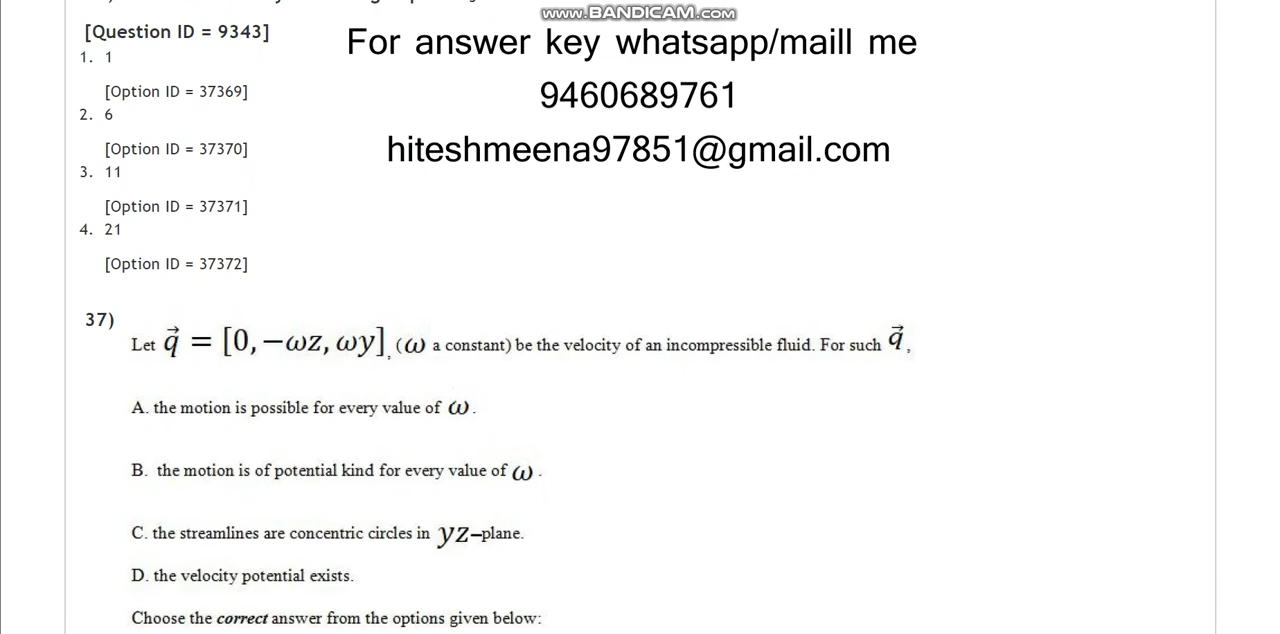 www.BANDICAM.com
[Question ID = 9343]
For answer key whatsapp/maill me
1. 1
[Option ID = 37369]
9460689761
2. 6
[Option ID = 37370]
hiteshmeena97851@gmail.com
3. 11
[Option ID = 37371]
4. 21
[Option ID = 37372]
37)
Let q⃗ = [0, −ωz, ωy], (ω a constant) be the velocity of an incompressible fluid. For such q⃗ ,
A. the motion is possible for every value of ω .
B. the motion is of potential kind for every value of ω .
C. the streamlines are concentric circles in yz−plane.
D. the velocity potential exists.
Choose the correct answer from the options given below: